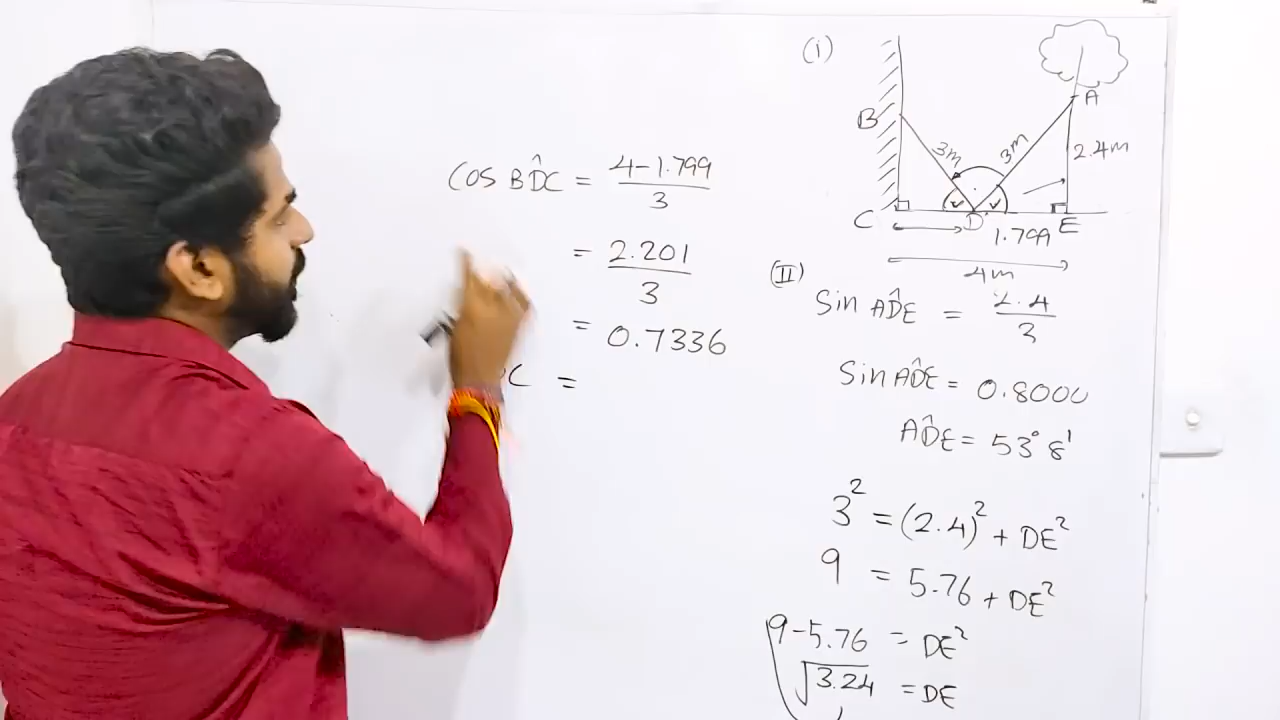 (i)
A
B
3m
3m
2.4m
C
D
E
1.799
4m
(II)
Sin AD̂E = 2.4/3
Sin AD̂E = 0.8000
AD̂E = 53°8'
3² = (2.4)² + DE²
9 = 5.76 + DE²
9-5.76 = DE²
√3.24 = DE
COS BD̂C = 4-1.799/3
= 2.201/3
= 0.7336
C =